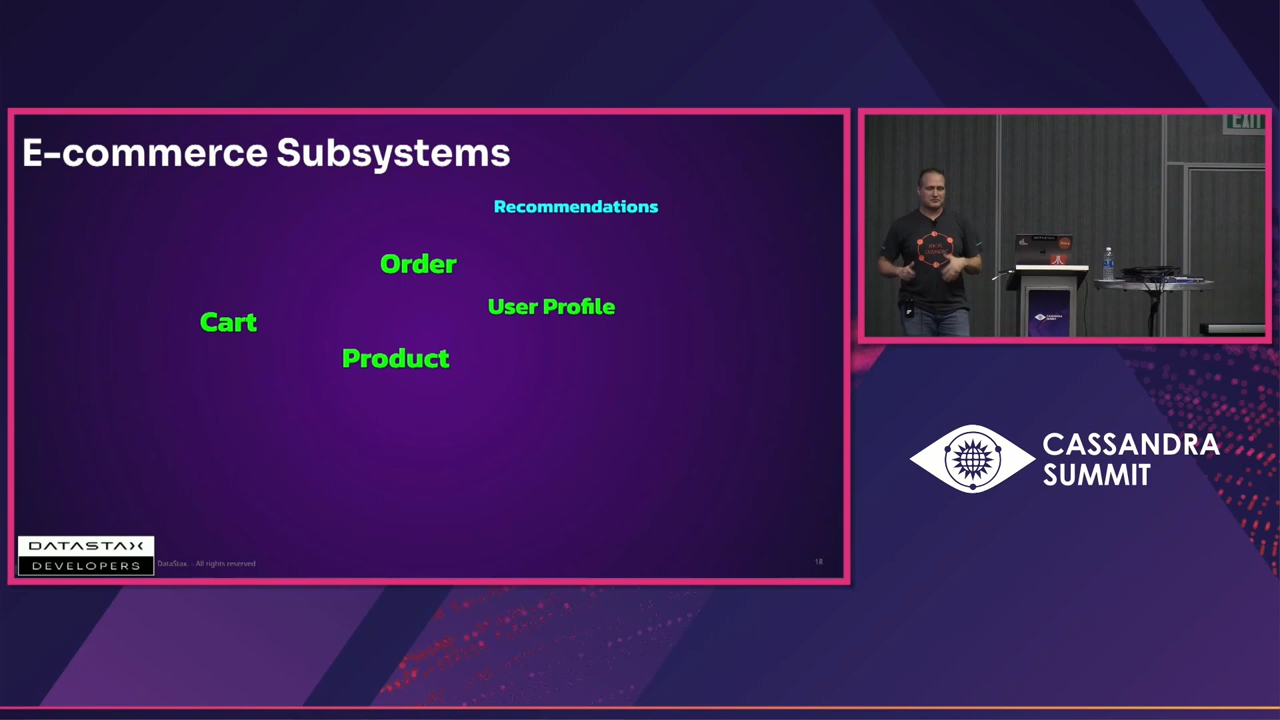 E-commerce Subsystems
Recommendations
Order
User Profile
Cart
Product
DATASTAX
DEVELOPERS
DataStax. - All rights reserved
18
EXIT
CASSANDRA
SUMMIT